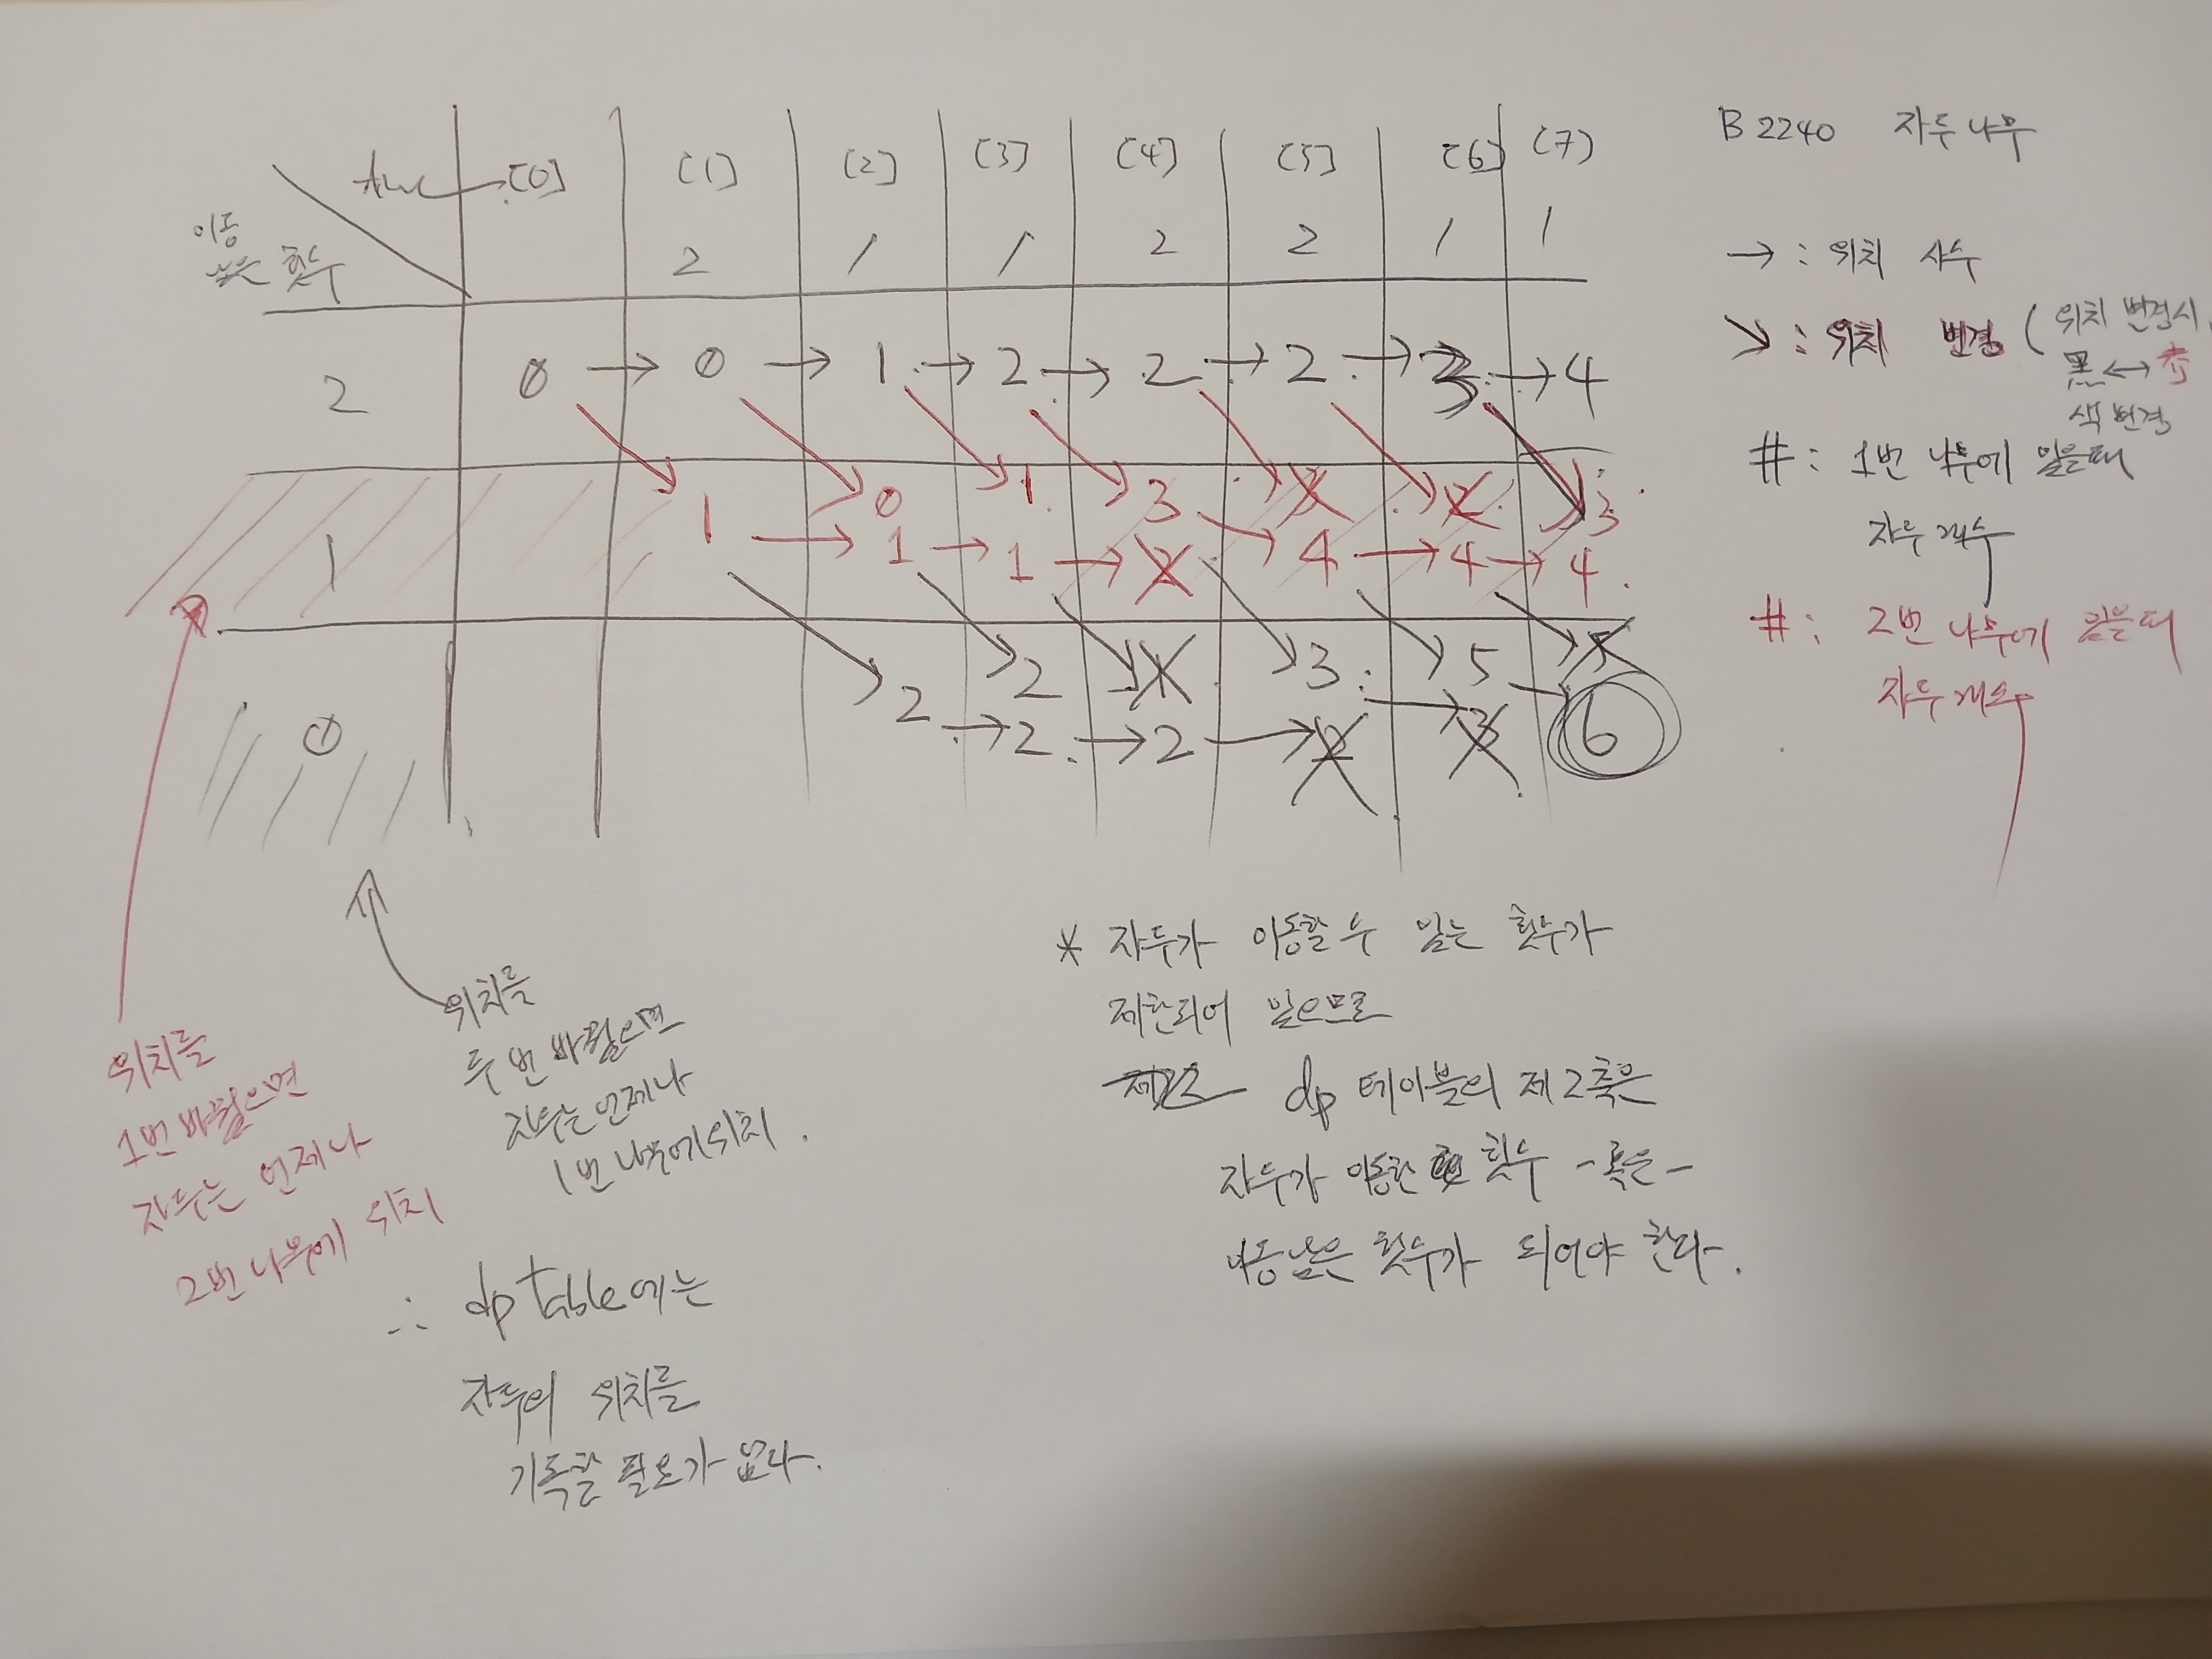 B 2240 자두나무
[0] [1] [2] [3] [4] [5] [6] [7]
이동
남은 횟수
2 1 1 2 2 1 1
2 0 → 0 → 1 → 2 → 2 → 2 → 3 → 4
0 1 3 2 2 3
1 1 → 1 → 1 → 2 → 4 → 4 → 4
2 1 3 5 5
0 2 → 2 → 2 → 2 → 3 6
→ : 위치 사수
↘ : 위치 변경 (위치 변경시,
黑 ↔ 赤
색 변경
# : 1번 나무에 있을때
자두 개수
# : 2번 나무에 있을때
자두 개수
위치를
1번 바꿨으면
자두는 언제나
2번 나무에 위치
위치를
두 번 바꿨으면
자두는 언제나
1번 나무에 위치.
∴ dp table에는
자두의 위치를
기록할 필요가 없다.
* 자두가 이동할 수 있는 횟수가
제한되어 있으므로
dp 테이블의 제2축은
자두가 이동한 횟수 -혹은-
이동 남은 횟수가 되어야 한다.